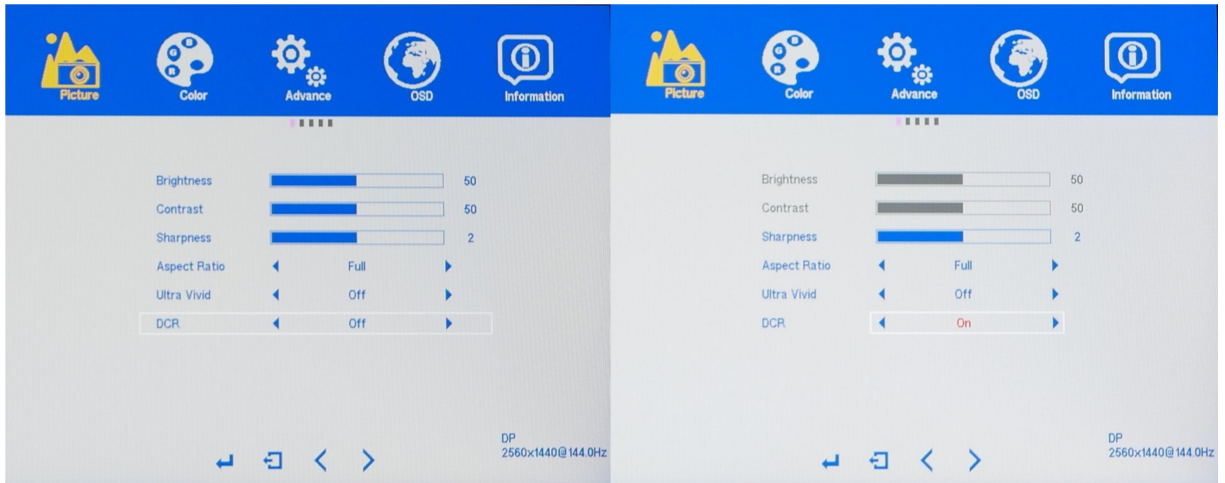 Picture Color Advance OSD Information
Brightness 50
Contrast 50
Sharpness 2
Aspect Ratio Full
Ultra Vivid Off
DCR Off
DP
2560x1440@144.0Hz
Picture Color Advance OSD Information
Brightness 50
Contrast 50
Sharpness 2
Aspect Ratio Full
Ultra Vivid Off
DCR On
DP
2560x1440@144.0Hz